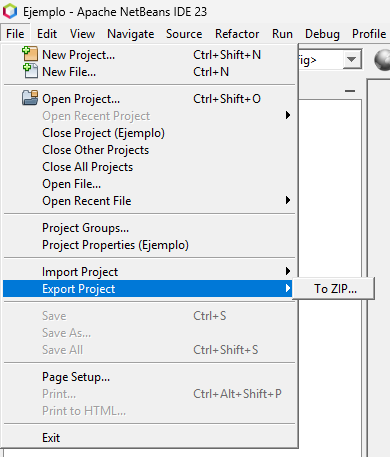 Ejemplo - Apache NetBeans IDE 23
File Edit View Navigate Source Refactor Run Debug Profile
New Project... Ctrl+Shift+N
New File... Ctrl+N
Open Project... Ctrl+Shift+O
Open Recent Project
Close Project (Ejemplo)
Close Other Projects
Close All Projects
Open File...
Open Recent File
Project Groups...
Project Properties (Ejemplo)
Import Project
Export Project To ZIP...
Save Ctrl+S
Save As...
Save All Ctrl+Shift+S
Page Setup...
Print... Ctrl+Alt+Shift+P
Print to HTML...
Exit